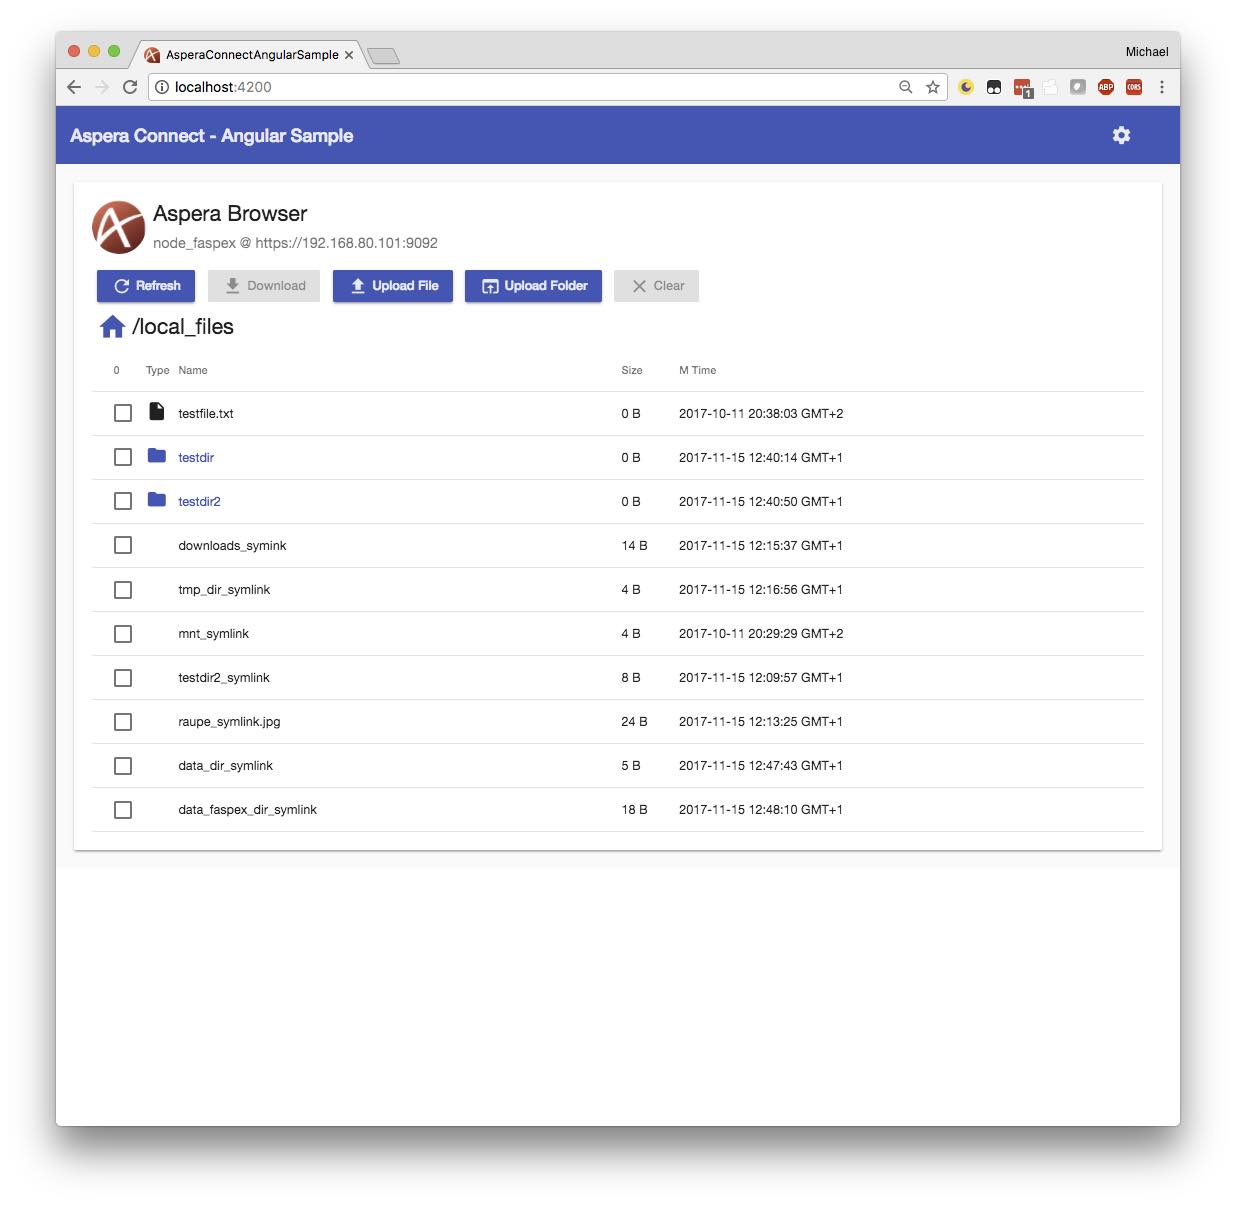 AsperaConnectAngularSample
Michael
localhost:4200
1
ABP
CORS
Aspera Connect - Angular Sample
Aspera Browser
node_faspex @ https://192.168.80.101:9092
Refresh Download Upload File Upload Folder Clear
/local_files
0 Type Name Size M Time
testfile.txt 0 B 2017-10-11 20:38:03 GMT+2
testdir 0 B 2017-11-15 12:40:14 GMT+1
testdir2 0 B 2017-11-15 12:40:50 GMT+1
downloads_symink 14 B 2017-11-15 12:15:37 GMT+1
tmp_dir_symlink 4 B 2017-11-15 12:16:56 GMT+1
mnt_symlink 4 B 2017-10-11 20:29:29 GMT+2
testdir2_symlink 8 B 2017-11-15 12:09:57 GMT+1
raupe_symlink.jpg 24 B 2017-11-15 12:13:25 GMT+1
data_dir_symlink 5 B 2017-11-15 12:47:43 GMT+1
data_faspex_dir_symlink 18 B 2017-11-15 12:48:10 GMT+1